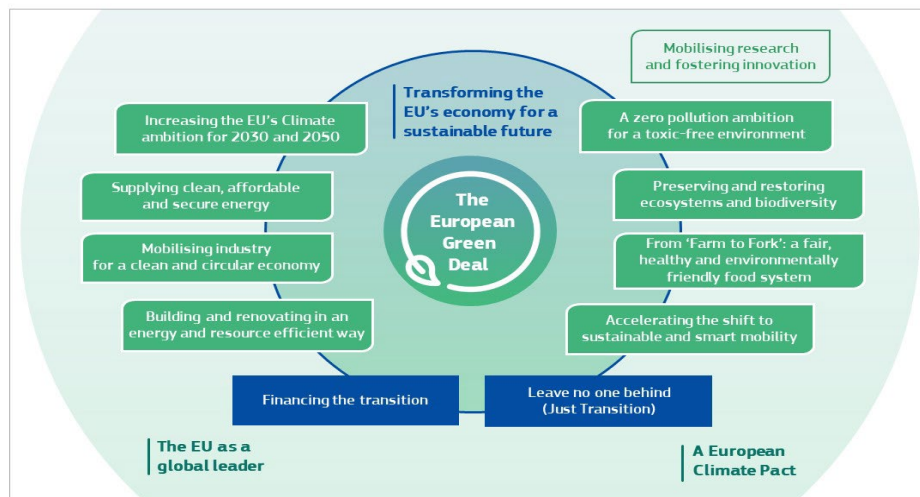 Mobilising research
and fostering innovation
Transforming the
EU's economy for a
sustainable future
Increasing the EU's Climate
ambition for 2030 and 2050
A zero pollution ambition
for a toxic-free environment
Supplying clean, affordable
and secure energy
Preserving and restoring
ecosystems and biodiversity
The
European
Green
Deal
Mobilising industry
for a clean and circular economy
From ‘Farm to Fork’: a fair,
healthy and environmentally
friendly food system
Building and renovating in an
energy and resource efficient way
Accelerating the shift to
sustainable and smart mobility
Financing the transition
Leave no one behind
(Just Transition)
The EU as a
global leader
A European
Climate Pact